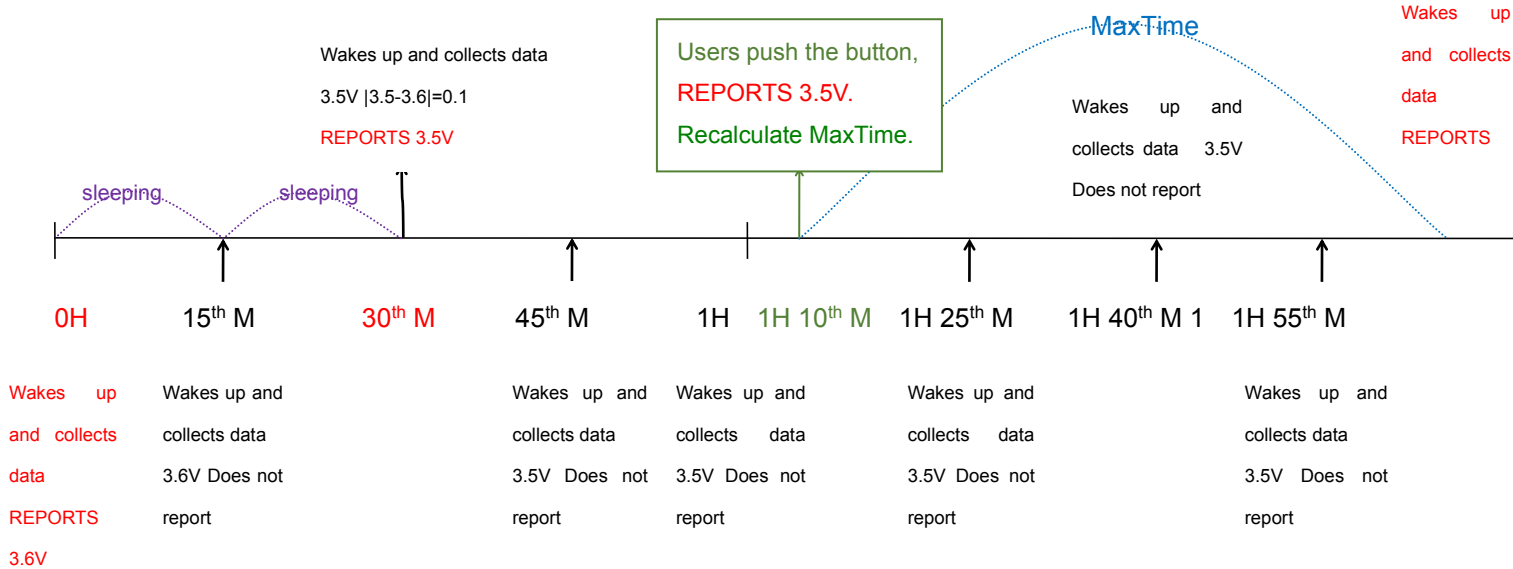 Wakes up and collects data
3.5V |3.5-3.6|=0.1
REPORTS 3.5V
Users push the button,
REPORTS 3.5V.
Recalculate MaxTime.
MaxTime
Wakes up and
collects data 3.5V
Does not report
Wakes up
and collects
data
REPORTS
sleeping
sleeping
0H
15th M
30th M
45th M
1H
1H 10th M
1H 25th M
1H 40th M 1
1H 55th M
Wakes up
and collects
data
REPORTS
3.6V
Wakes up and
collects data
3.6V Does not
report
Wakes up and
collects data
3.5V Does not
report
Wakes up and
collects data
3.5V Does not
report
Wakes up and
collects data
3.5V Does not
report
Wakes up and
collects data
3.5V Does not
report